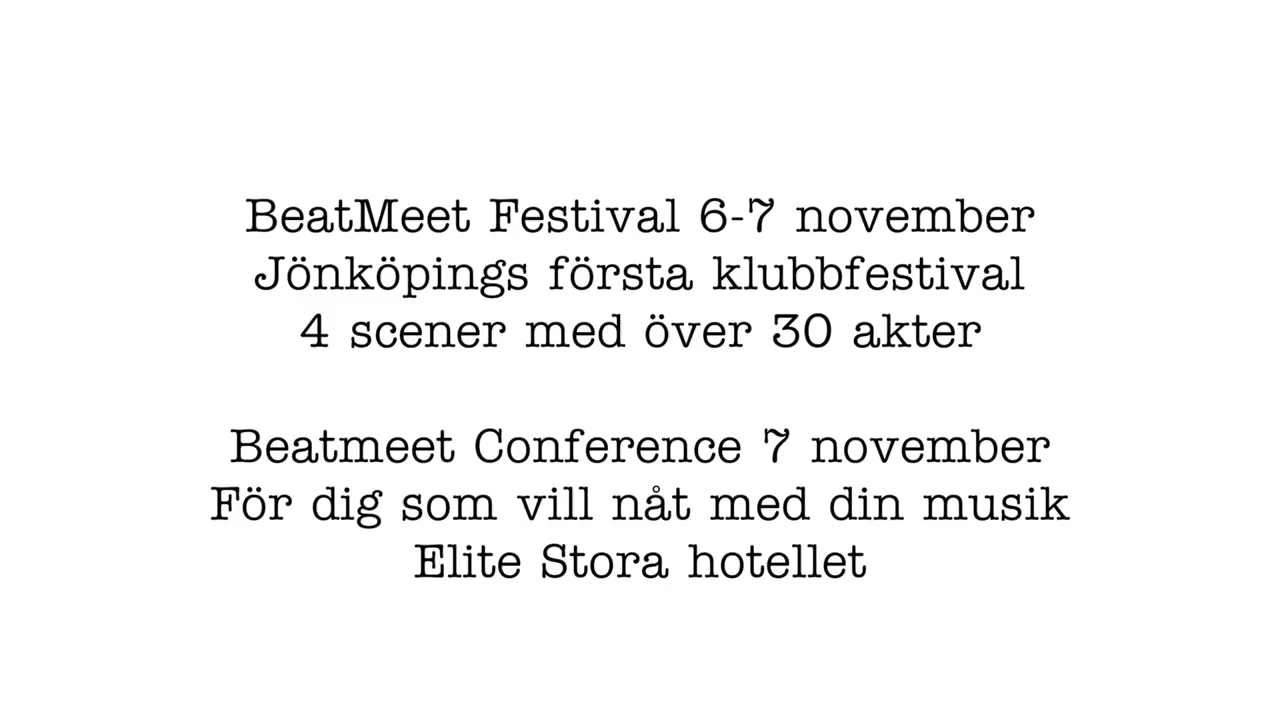 BeatMeet Festival 6-7 november
Jönköpings första klubbfestival
4 scener med över 30 akter
Beatmeet Conference 7 november
För dig som vill nåt med din musik
Elite Stora hotellet